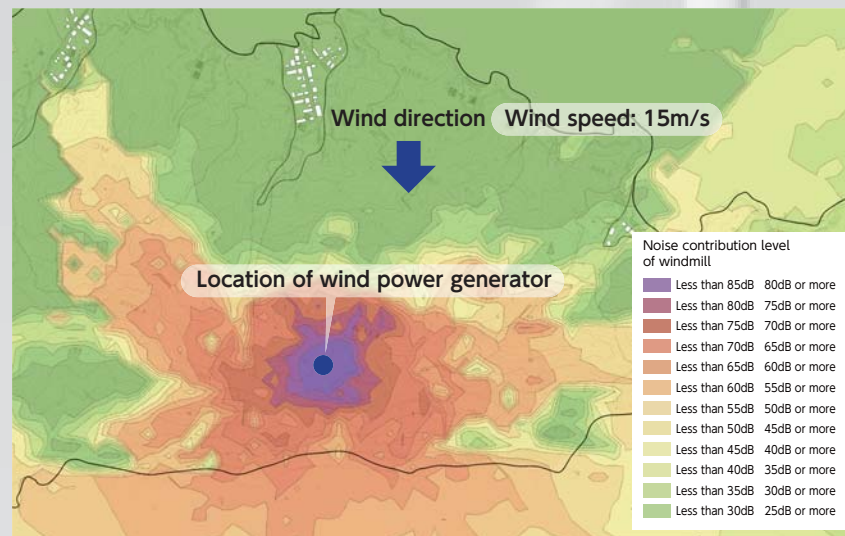 Wind direction Wind speed: 15m/s
Location of wind power generator
Noise contribution level
of windmill
Less than 85dB 80dB or more
Less than 80dB 75dB or more
Less than 75dB 70dB or more
Less than 70dB 65dB or more
Less than 65dB 60dB or more
Less than 60dB 55dB or more
Less than 55dB 50dB or more
Less than 50dB 45dB or more
Less than 45dB 40dB or more
Less than 40dB 35dB or more
Less than 35dB 30dB or more
Less than 30dB 25dB or more